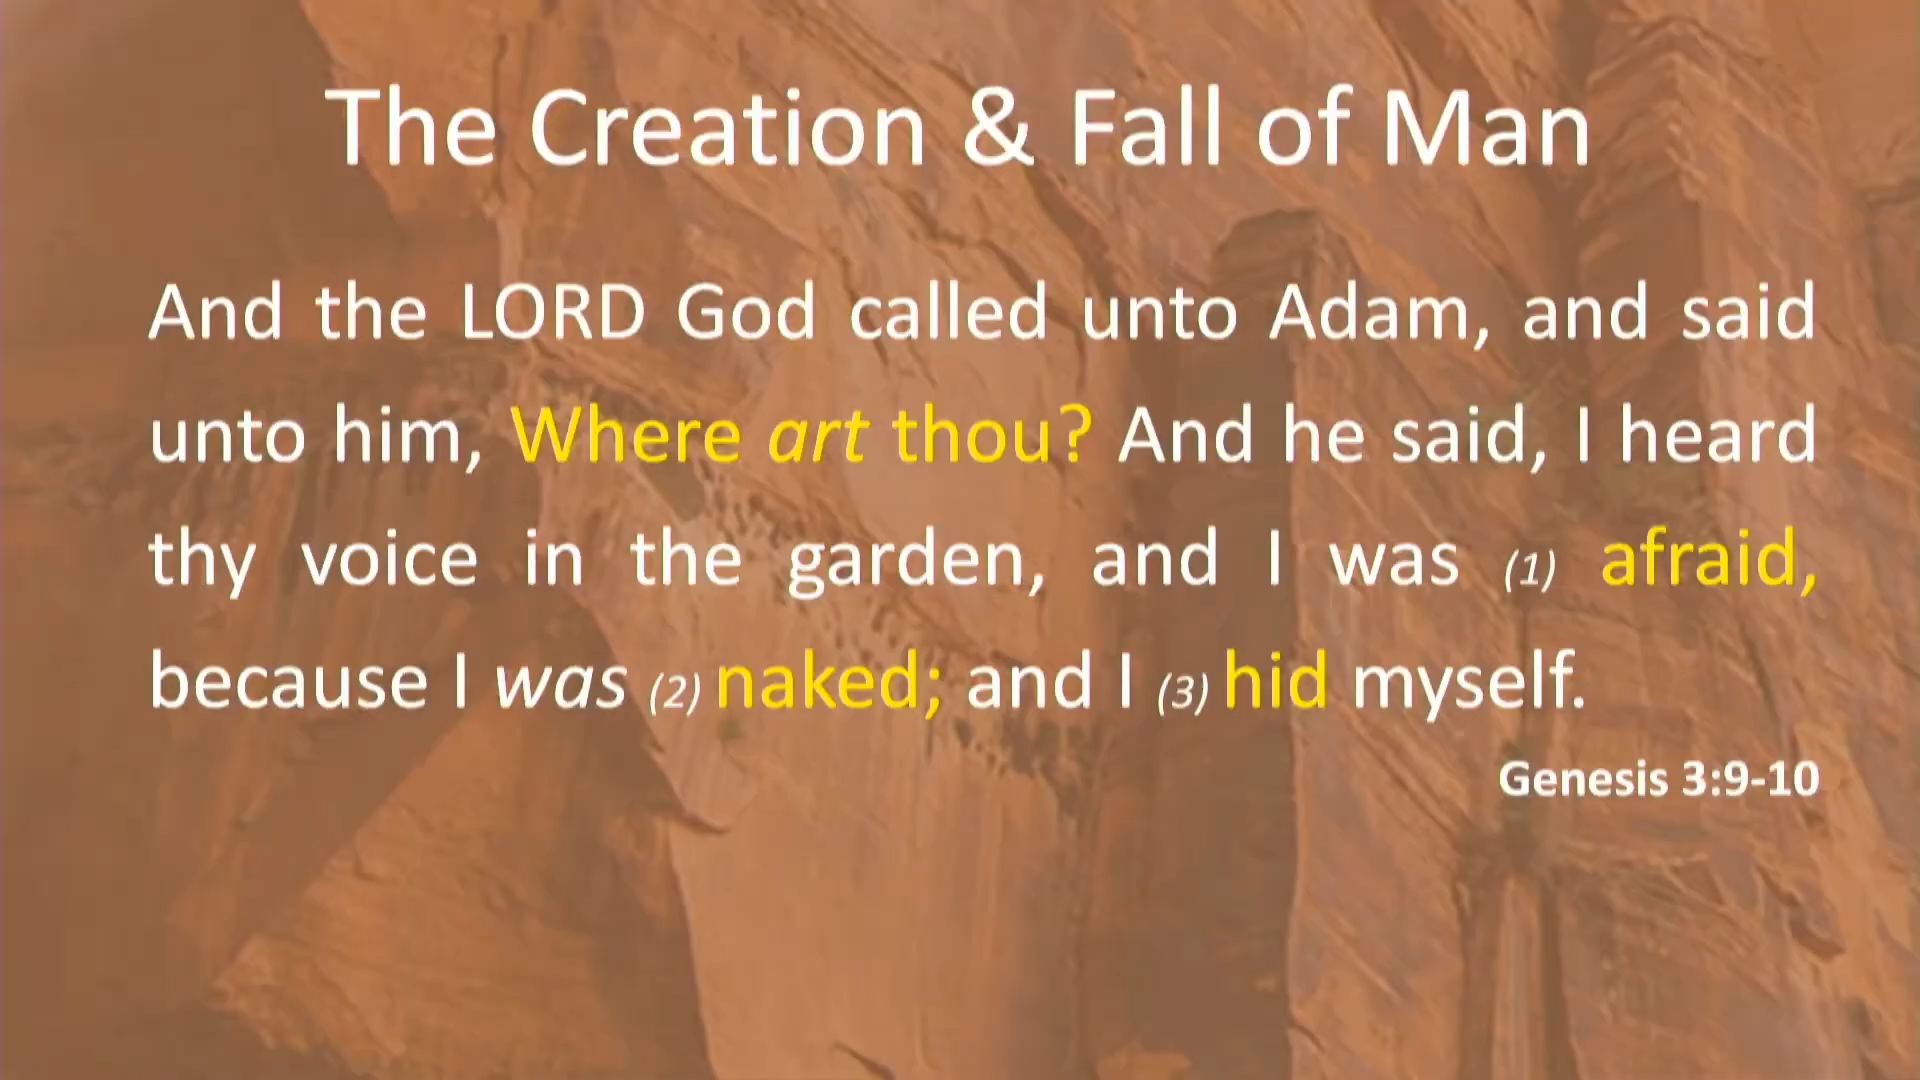 The Creation & Fall of Man
And the LORD God called unto Adam, and said
unto him, Where art thou? And he said, I heard
thy voice in the garden, and I was (1) afraid,
because I was (2) naked; and I (3) hid myself.
Genesis 3:9-10